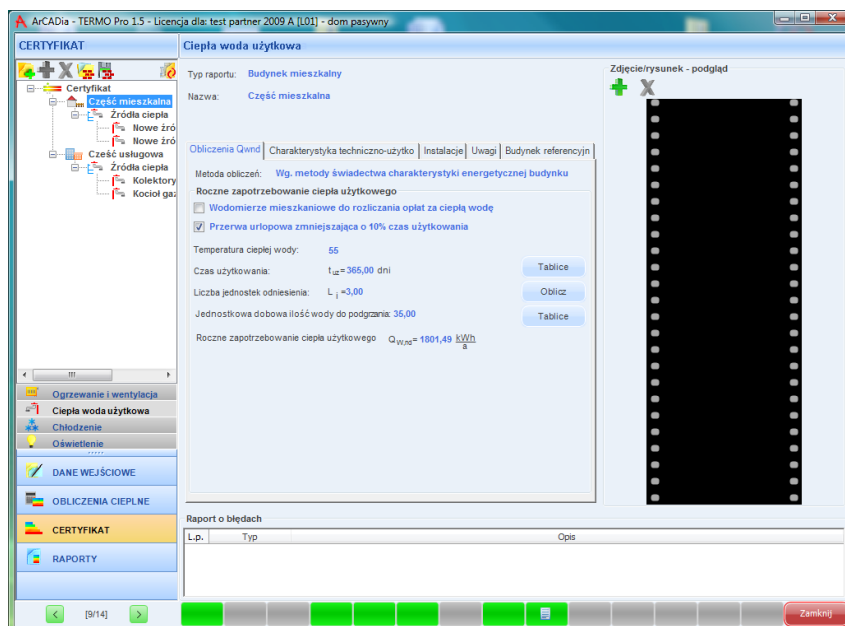 ArCADia - TERMO Pro 1.5 - Licencja dla: test partner 2009 A [L01] - dom pasywny
CERTYFIKAT
Ciepła woda użytkowa
Certyfikat
Część mieszkalna
Źródła ciepła
Nowe źró
Nowe źró
Cześć usługowa
Źródła ciepła
Kolektory
Kocioł ga
Typ raportu: Budynek mieszkalny
Nazwa: Część mieszkalna
Zdjęcie/rysunek - podgląd
Obliczenia Qwnd Charakterystyka techniczno-użytko Instalacje Uwagi Budynek referencyjn
Metoda obliczeń: Wg. metody świadectwa charakterystyki energetycznej budynku
Roczne zapotrzebowanie ciepła użytkowego
Wodomierze mieszkaniowe do rozliczania opłat za ciepłą wodę
Przerwa urlopowa zmniejszająca o 10% czas użytkowania
Temperatura ciepłej wody: 55
Czas użytkowania: tuz= 365,00 dni Tablice
Liczba jednostek odniesienia: Li =3,00 Oblicz
Jednostkowa dobowa ilość wody do podgrzania: 35,00 Tablice
Roczne zapotrzebowanie ciepła użytkowego QW,nd= 1801,49 kWh
a
Ogrzewanie i wentylacja
Ciepła woda użytkowa
Chłodzenie
Oświetlenie
DANE WEJŚCIOWE
OBLICZENIA CIEPLNE
CERTYFIKAT
RAPORTY
Raport o błędach
L.p. Typ Opis
[9/14]
Zamknij